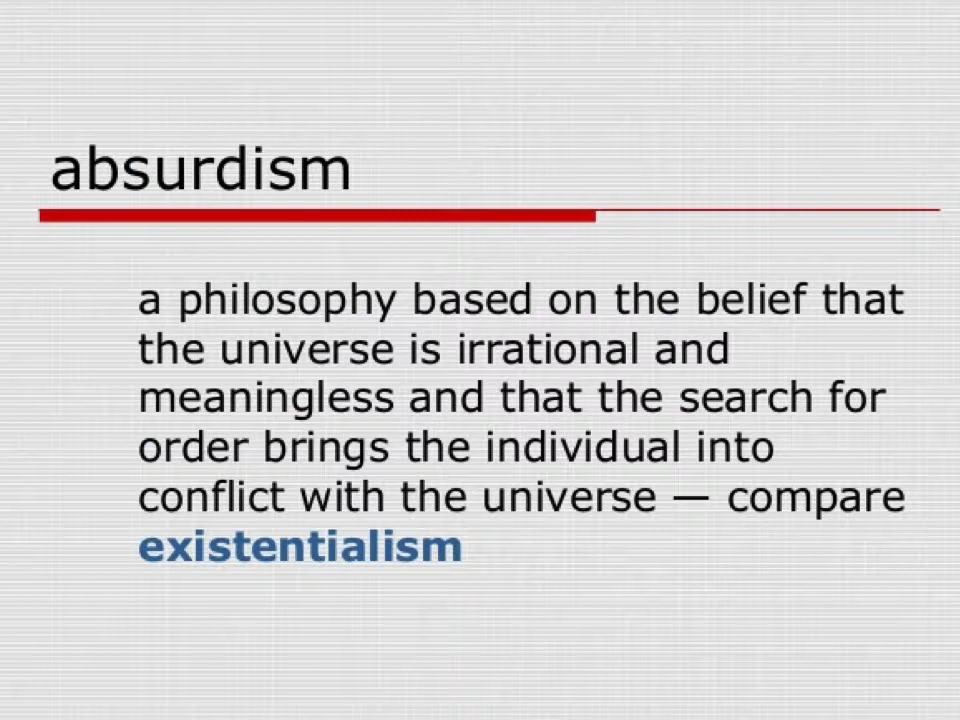 absurdism
a philosophy based on the belief that
the universe is irrational and
meaningless and that the search for
order brings the individual into
conflict with the universe — compare
existentialism